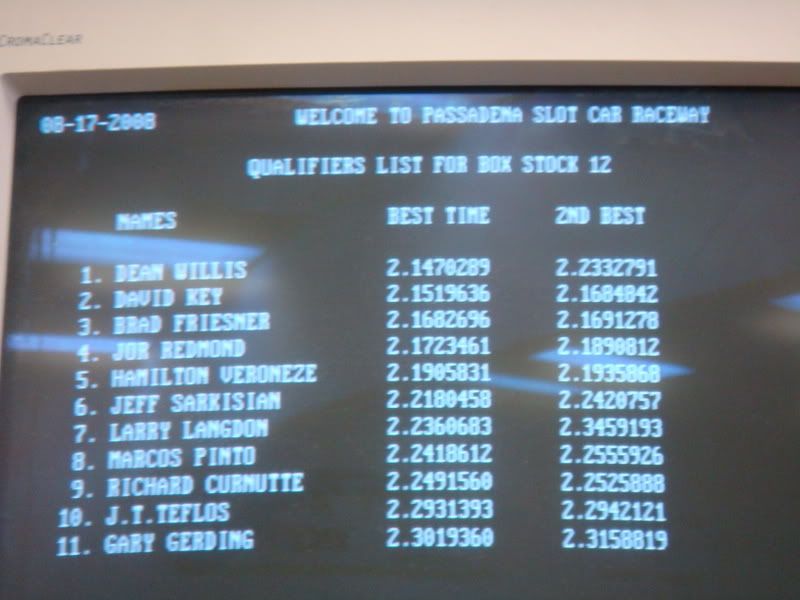 CROMACLEAR
08-17-2008 WELCOME TO PASSADENA SLOT CAR RACEWAY
QUALIFIERS LIST FOR BOX STOCK 12
NAMES BEST TIME 2ND BEST
1. DEAN WILLIS 2.1470289 2.2332791
2. DAVID KEY 2.1519636 2.1684842
3. BRAD FRIESNER 2.1682696 2.1691278
4. JOR REDMOND 2.1723461 2.1890812
5. HAMILTON VERONEZE 2.1905831 2.1935868
6. JEFF SARKISIAN 2.2180458 2.2420757
7. LARRY LANGDON 2.2360683 2.3459193
8. MARCOS PINTO 2.2418612 2.2555926
9. RICHARD CURNUTTE 2.2491560 2.2525888
10. J.T.TEFLOS 2.2931393 2.2942121
11. GARY GERDING 2.3019360 2.3158819